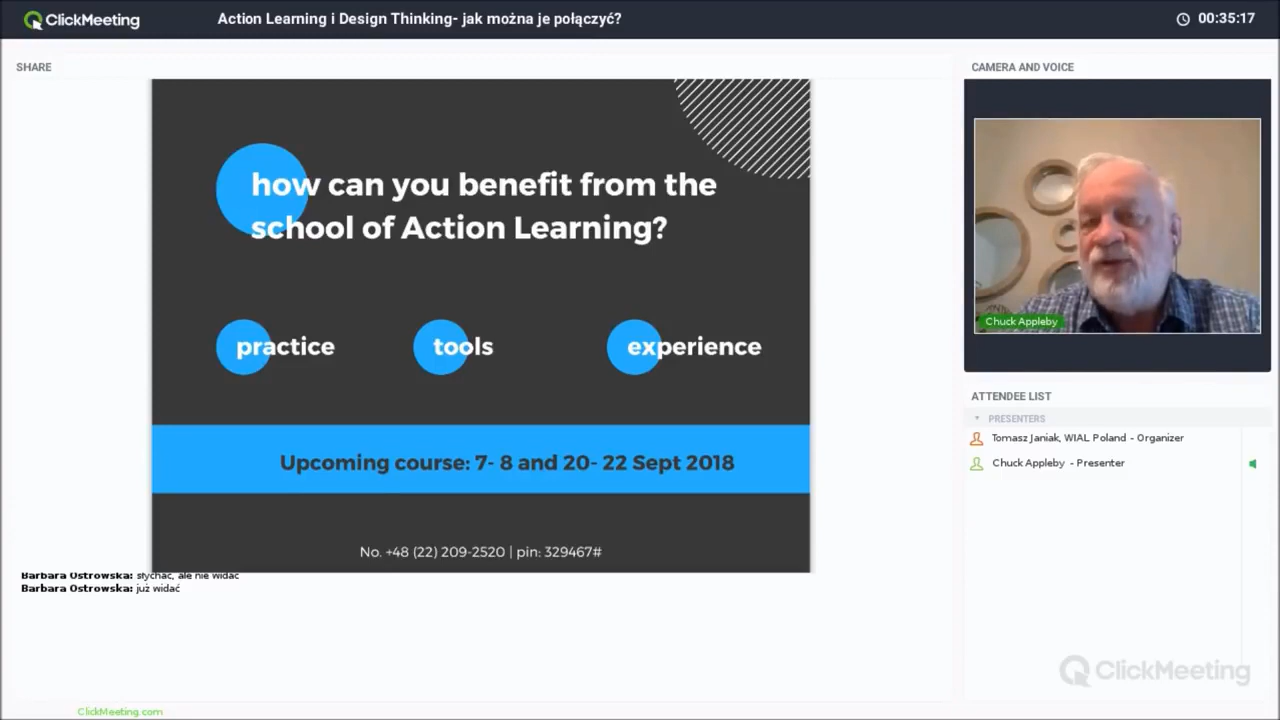 ClickMeeting
Action Learning i Design Thinking- jak można je połączyć?
00:35:17
SHARE
how can you benefit from the
school of Action Learning?
practice
tools
experience
Upcoming course: 7- 8 and 20- 22 Sept 2018
No. +48 (22) 209-2520 | pin: 329467#
Barbara Ostrowska: słychać, ale nie widać
Barbara Ostrowska: już widać
ClickMeeting.com
CAMERA AND VOICE
Chuck Appleby
ATTENDEE LIST
PRESENTERS
Tomasz Janiak, WIAL Poland - Organizer
Chuck Appleby - Presenter
ClickMeeting